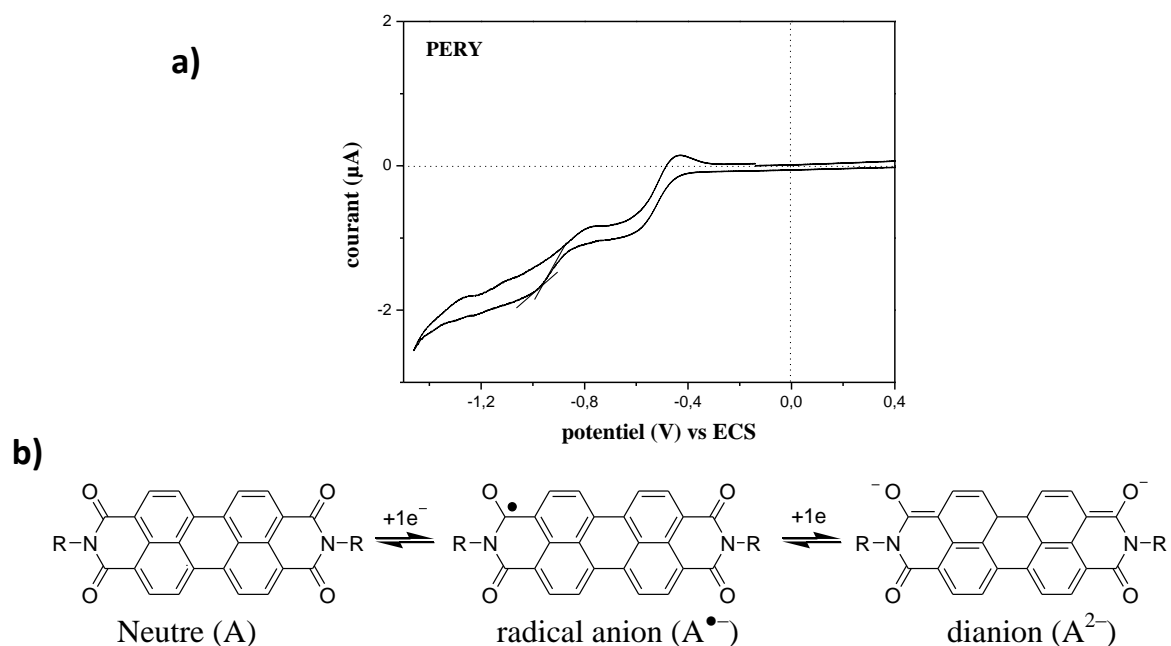 a)
PERY
2
0
-2
courant (µA)
-1,2 -0,8 -0,4 0,0 0,4
potentiel (V) vs ECS
b)
O O O O ⁻O O⁻
+1e⁻ +1e
R N N R R N N R R N N R
O O O O O O
Neutre (A) radical anion (A•−) dianion (A²−)